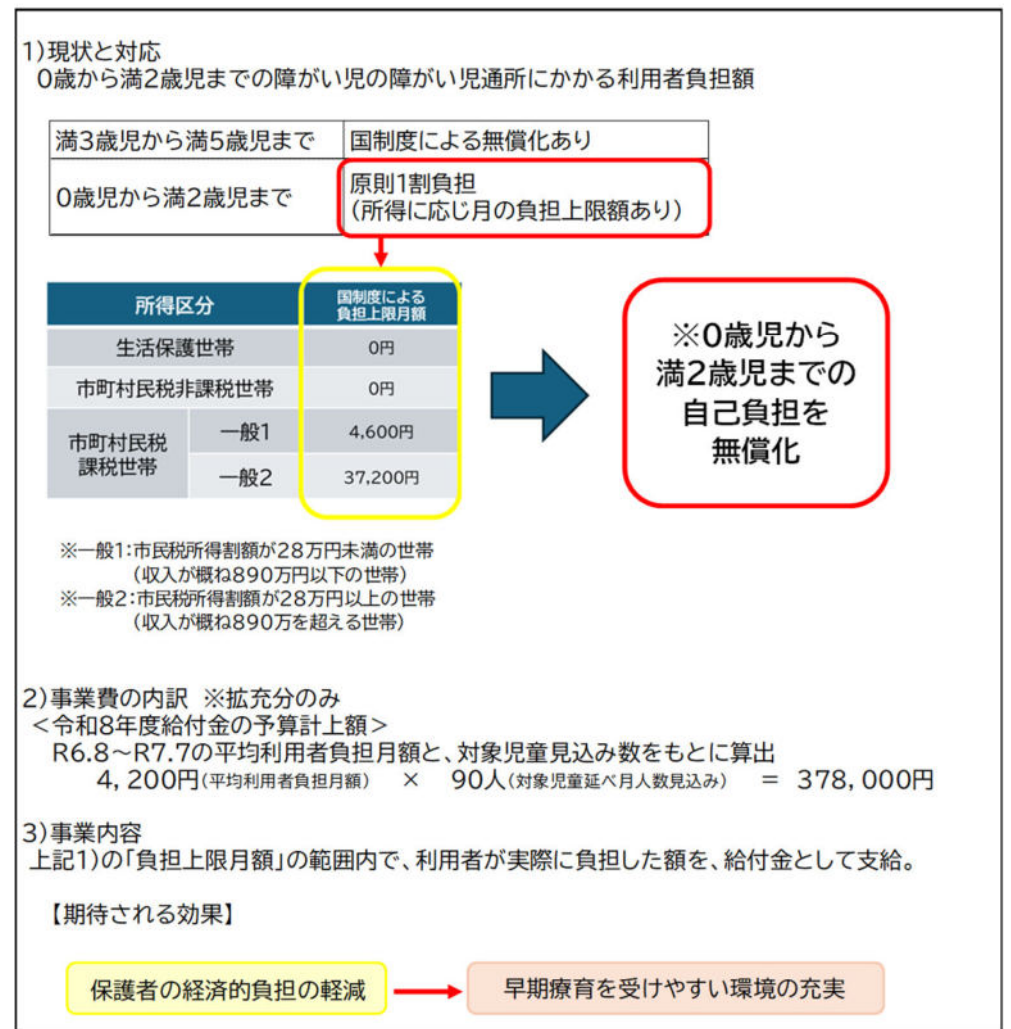 1)現状と対応
0歳から満2歳児までの障がい児の障がい児通所にかかる利用者負担額
満3歳児から満5歳児まで 国制度による無償化あり
0歳児から満2歳児まで 原則1割負担
(所得に応じ月の負担上限額あり)
所得区分 国制度による
負担上限月額
生活保護世帯 0円
市町村民税非課税世帯 0円
市町村民税
課税世帯
一般1 4,600円
一般2 37,200円
※0歳児から
満2歳児までの
自己負担を
無償化
※一般1:市民税所得割額が28万円未満の世帯
(収入が概ね890万円以下の世帯)
※一般2:市民税所得割額が28万円以上の世帯
(収入が概ね890万を超える世帯)
2)事業費の内訳 ※拡充分のみ
<令和8年度給付金の予算計上額>
R6.8~R7.7の平均利用者負担月額と、対象児童見込み数をもとに算出
4,200円(平均利用者負担月額) × 90人(対象児童延べ月人数見込み) = 378,000円
3)事業内容
上記1)の「負担上限月額」の範囲内で、利用者が実際に負担した額を、給付金として支給。
【期待される効果】
保護者の経済的負担の軽減
早期療育を受けやすい環境の充実